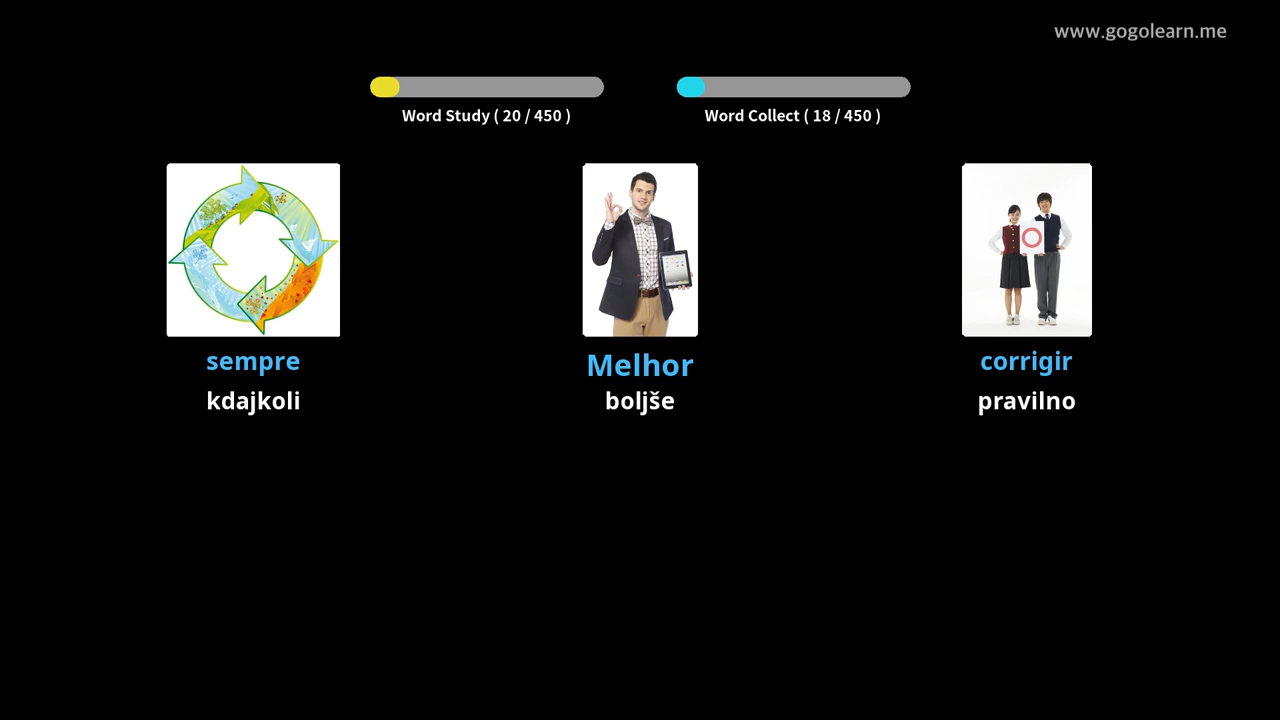 www.gogolearn.me
Word Study ( 20 / 450 )
Word Collect ( 18 / 450 )
sempre
Melhor
corrigir
kdajkoli
boljše
pravilno